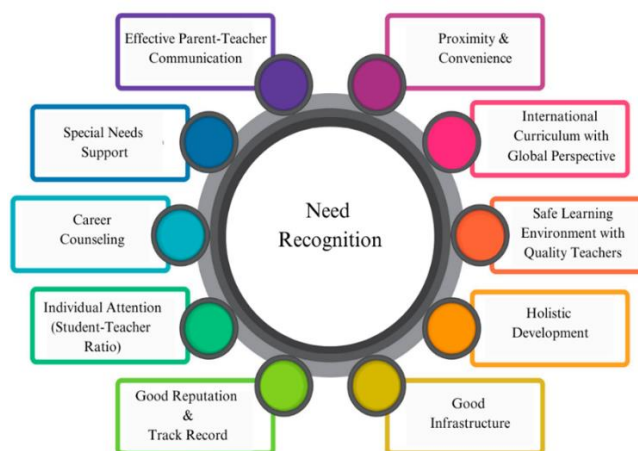 Effective Parent-Teacher
Communication
Proximity &
Convenience
Special Needs
Support
International
Curriculum with
Global Perspective
Need
Recognition
Career
Counseling
Safe Learning
Environment with
Quality Teachers
Individual Attention
(Student-Teacher
Ratio)
Holistic
Development
Good Reputation
&
Track Record
Good
Infrastructure